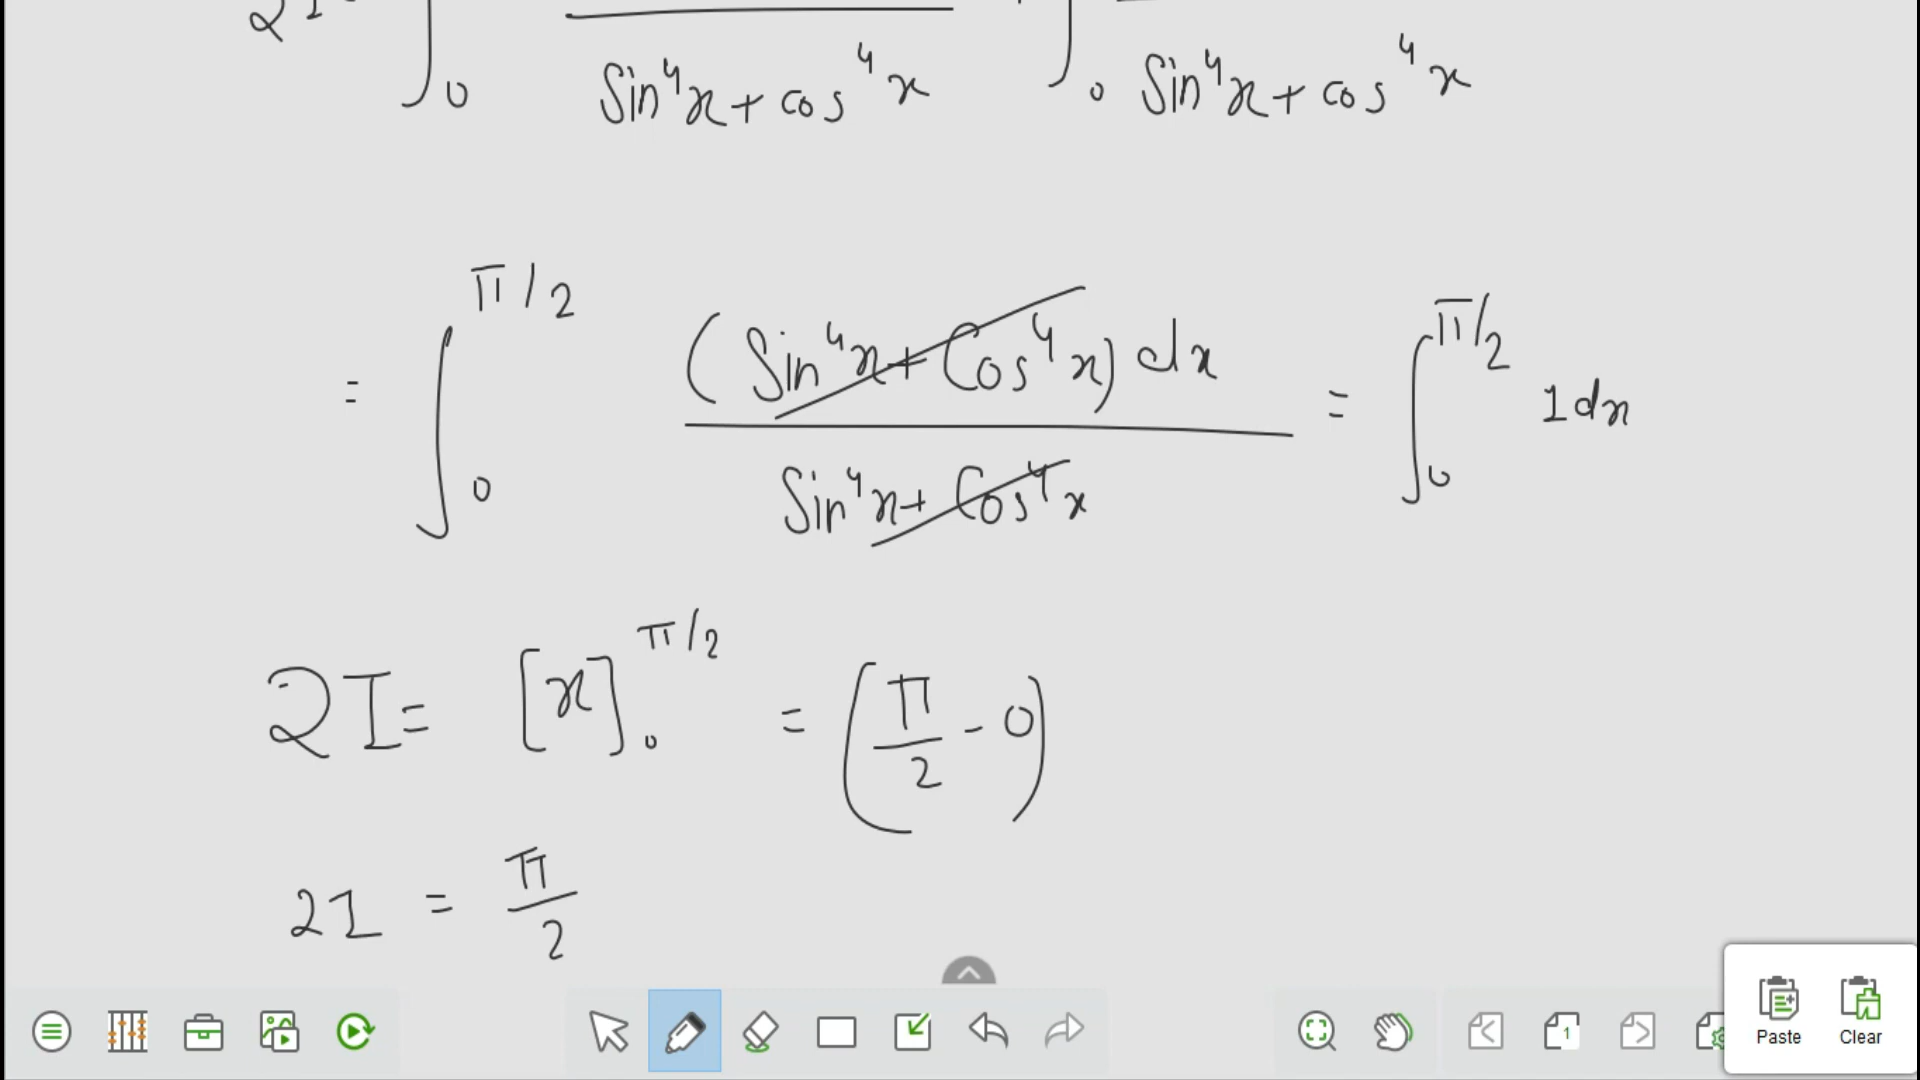 2I = ∫₀ / Sin⁴x + cos⁴x ∫₀ / Sin⁴x + cos⁴x
= ∫₀^π/2 (Sin⁴x + Cos⁴x) dx / Sin⁴x + Cos⁴x = ∫₀^π/2 1dx
2I = [x]₀^π/2 = (π/2 - 0)
2I = π/2
1
Paste Clear